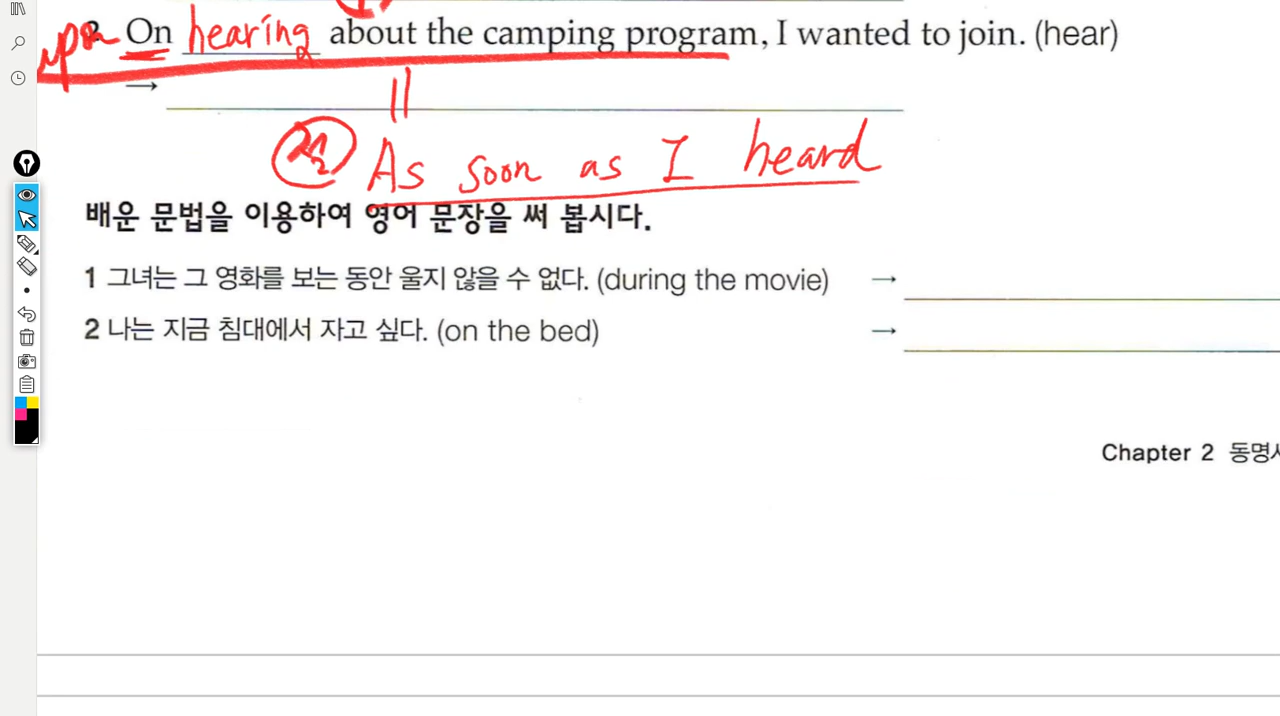 upon On hearing about the camping program, I wanted to join. (hear)
→
절 As soon as I heard
배운 문법을 이용하여 영어 문장을 써 봅시다.
1 그녀는 그 영화를 보는 동안 울지 않을 수 없다. (during the movie) →
2 나는 지금 침대에서 자고 싶다. (on the bed) →
Chapter 2 동명사